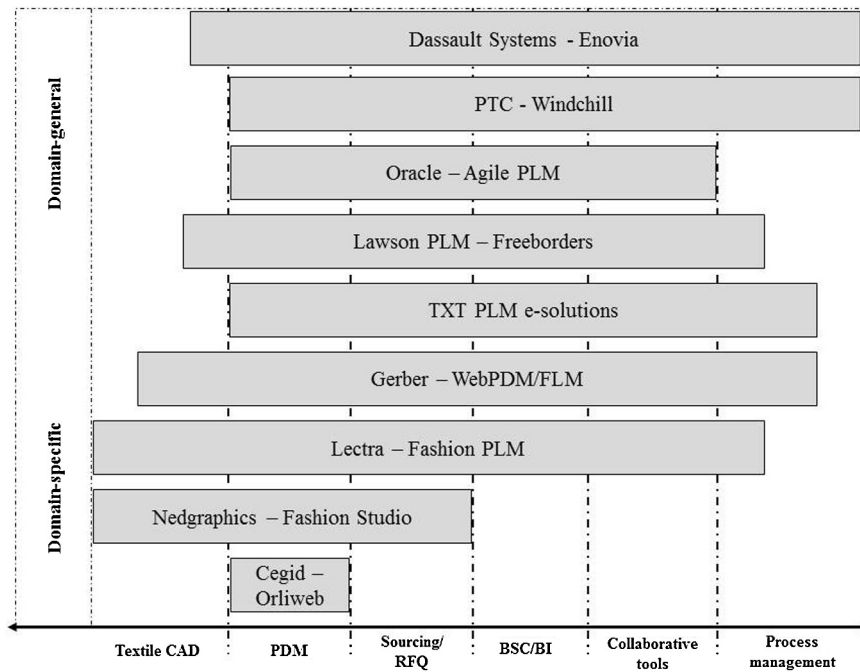 Domain-general
Dassault Systems - Enovia
PTC - Windchill
Oracle – Agile PLM
Lawson PLM – Freeborders
TXT PLM e-solutions
Domain-specific
Gerber – WebPDM/FLM
Lectra – Fashion PLM
Nedgraphics – Fashion Studio
Cegid –
Orliweb
Textile CAD
PDM
Sourcing/
RFQ
BSC/BI
Collaborative
tools
Process
management